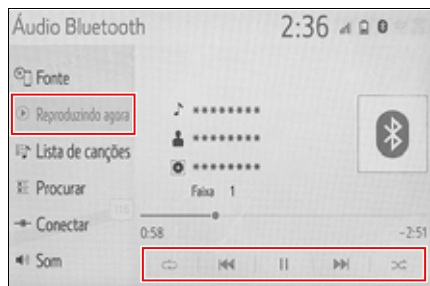 Áudio Bluetooth 2:36
Fonte
Reproduzindo agora
********
Lista de canções
********
********
Procurar
Faixa 1
Conectar
0:58 -2:51
Som